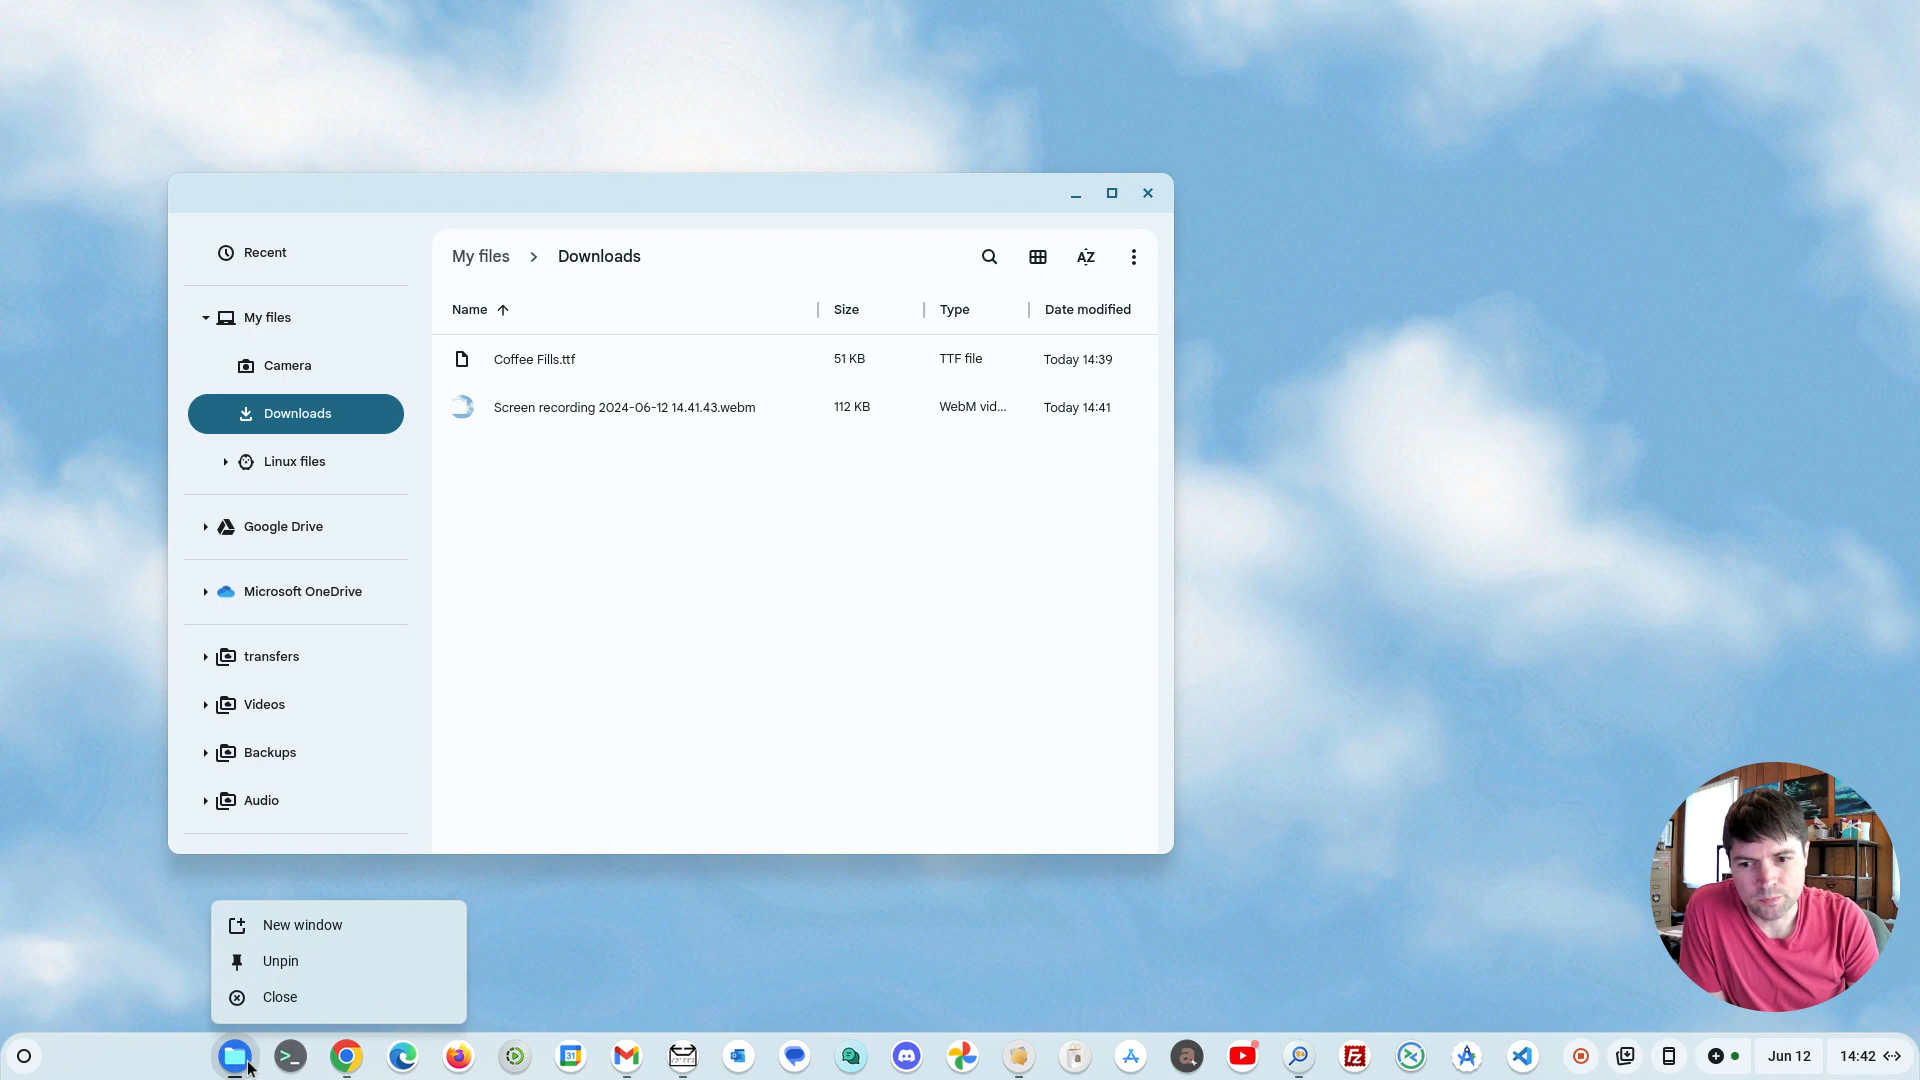 Recent
My files
Camera
Downloads
Linux files
Google Drive
Microsoft OneDrive
transfers
Videos
Backups
Audio
My files Downloads
AZ
Name Size Type Date modified
Coffee Fills.ttf 51 KB TTF file Today 14:39
Screen recording 2024-06-12 14.41.43.webm 112 KB WebM vid... Today 14:41
New window
Unpin
Close
31
Jun 12
14:42